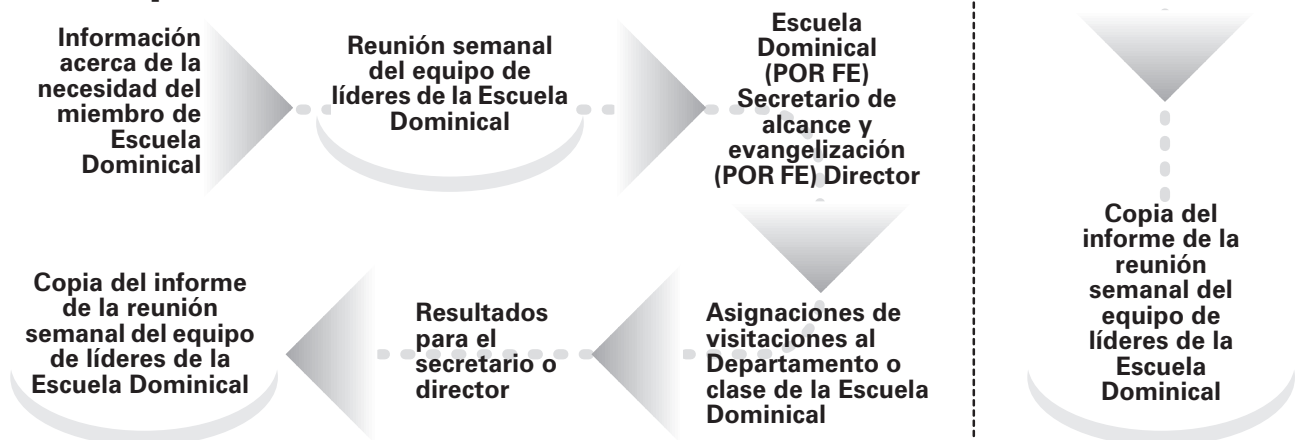 Información
acerca de la
necesidad del
miembro de
Escuela
Dominical
Reunión semanal
del equipo de
líderes de la Escuela
Dominical
Escuela
Dominical
(POR FE)
Secretario de
alcance y
evangelización
(POR FE) Director
Asignaciones de
visitaciones al
Departamento o
clase de la Escuela
Dominical
Resultados
para el
secretario o
director
Copia del informe
de la reunión
semanal del equipo
de líderes de la
Escuela Dominical
Copia del
informe de la
reunión
semanal del
equipo de
líderes de la
Escuela
Dominical